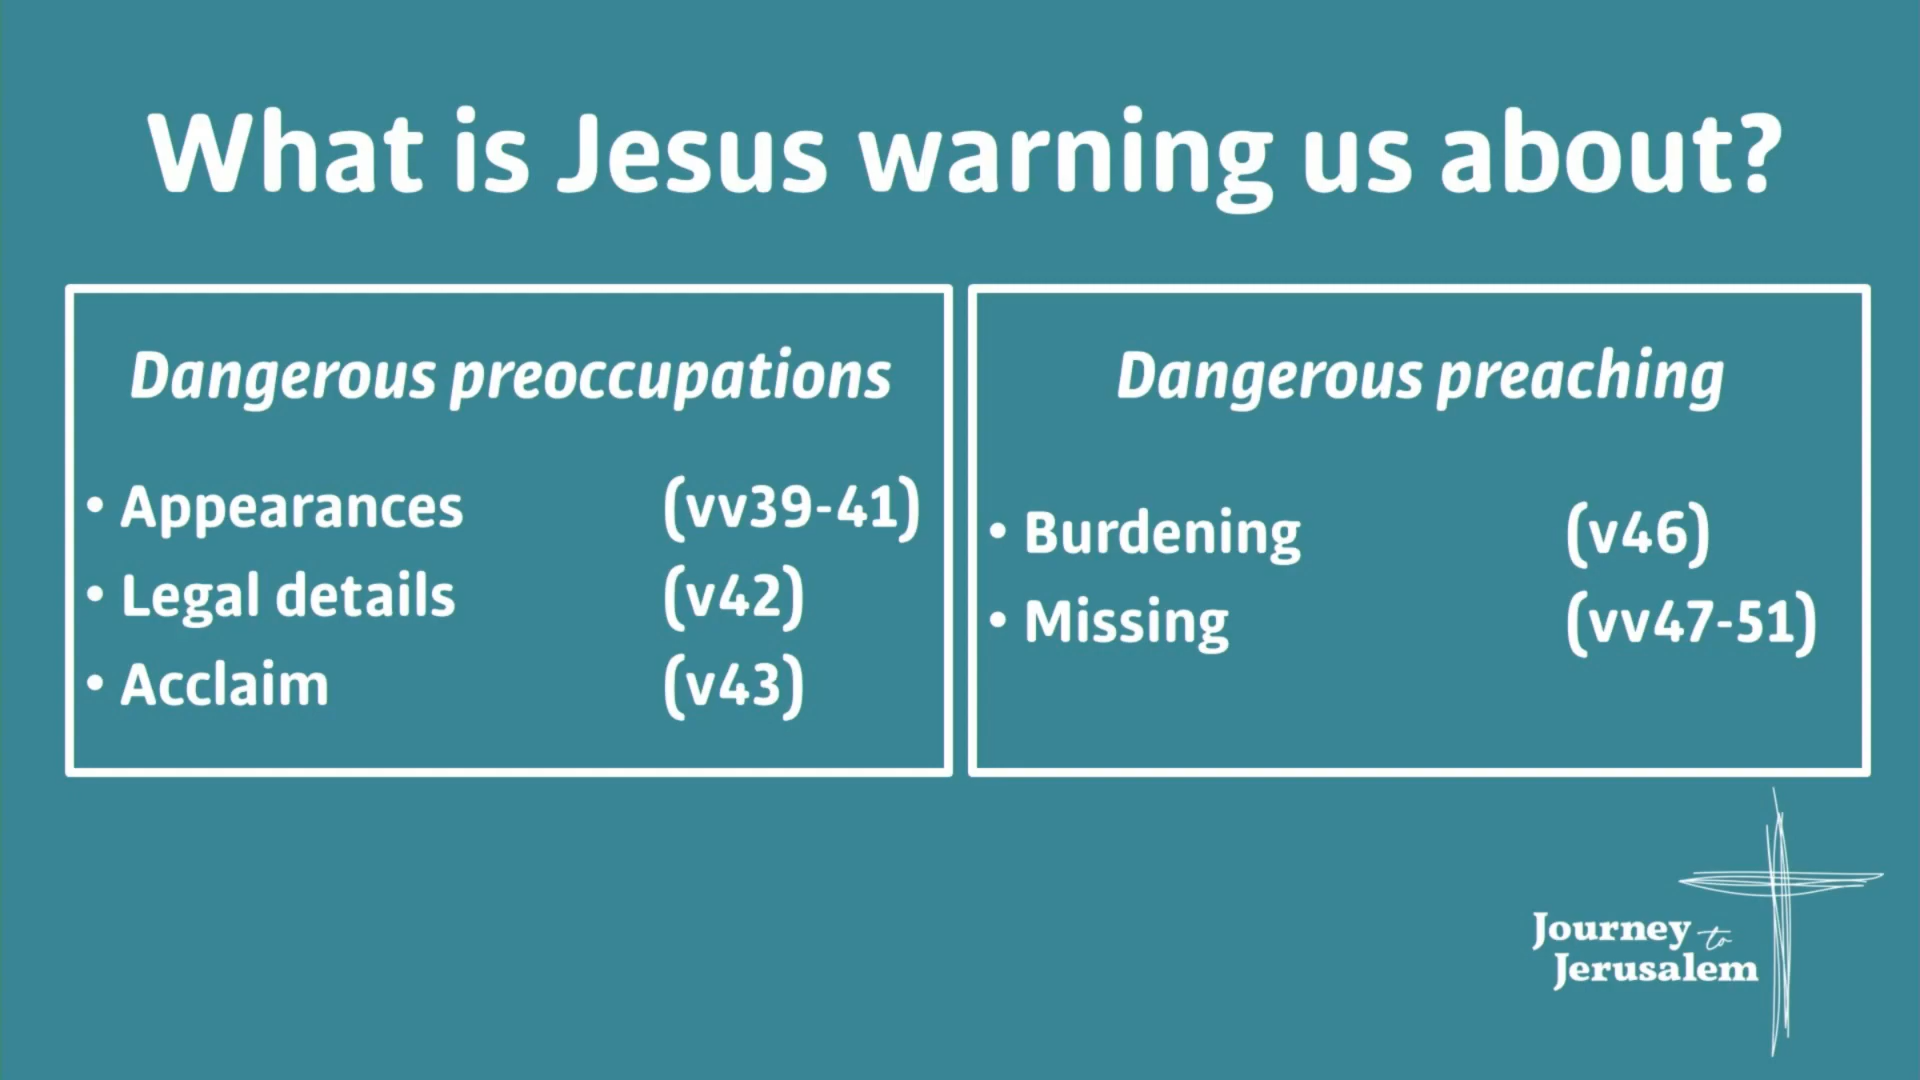 What is Jesus warning us about?
Dangerous preoccupations
• Appearances (vv39-41)
• Legal details (v42)
• Acclaim (v43)
Dangerous preaching
• Burdening (v46)
• Missing (vv47-51)
Journey to
Jerusalem